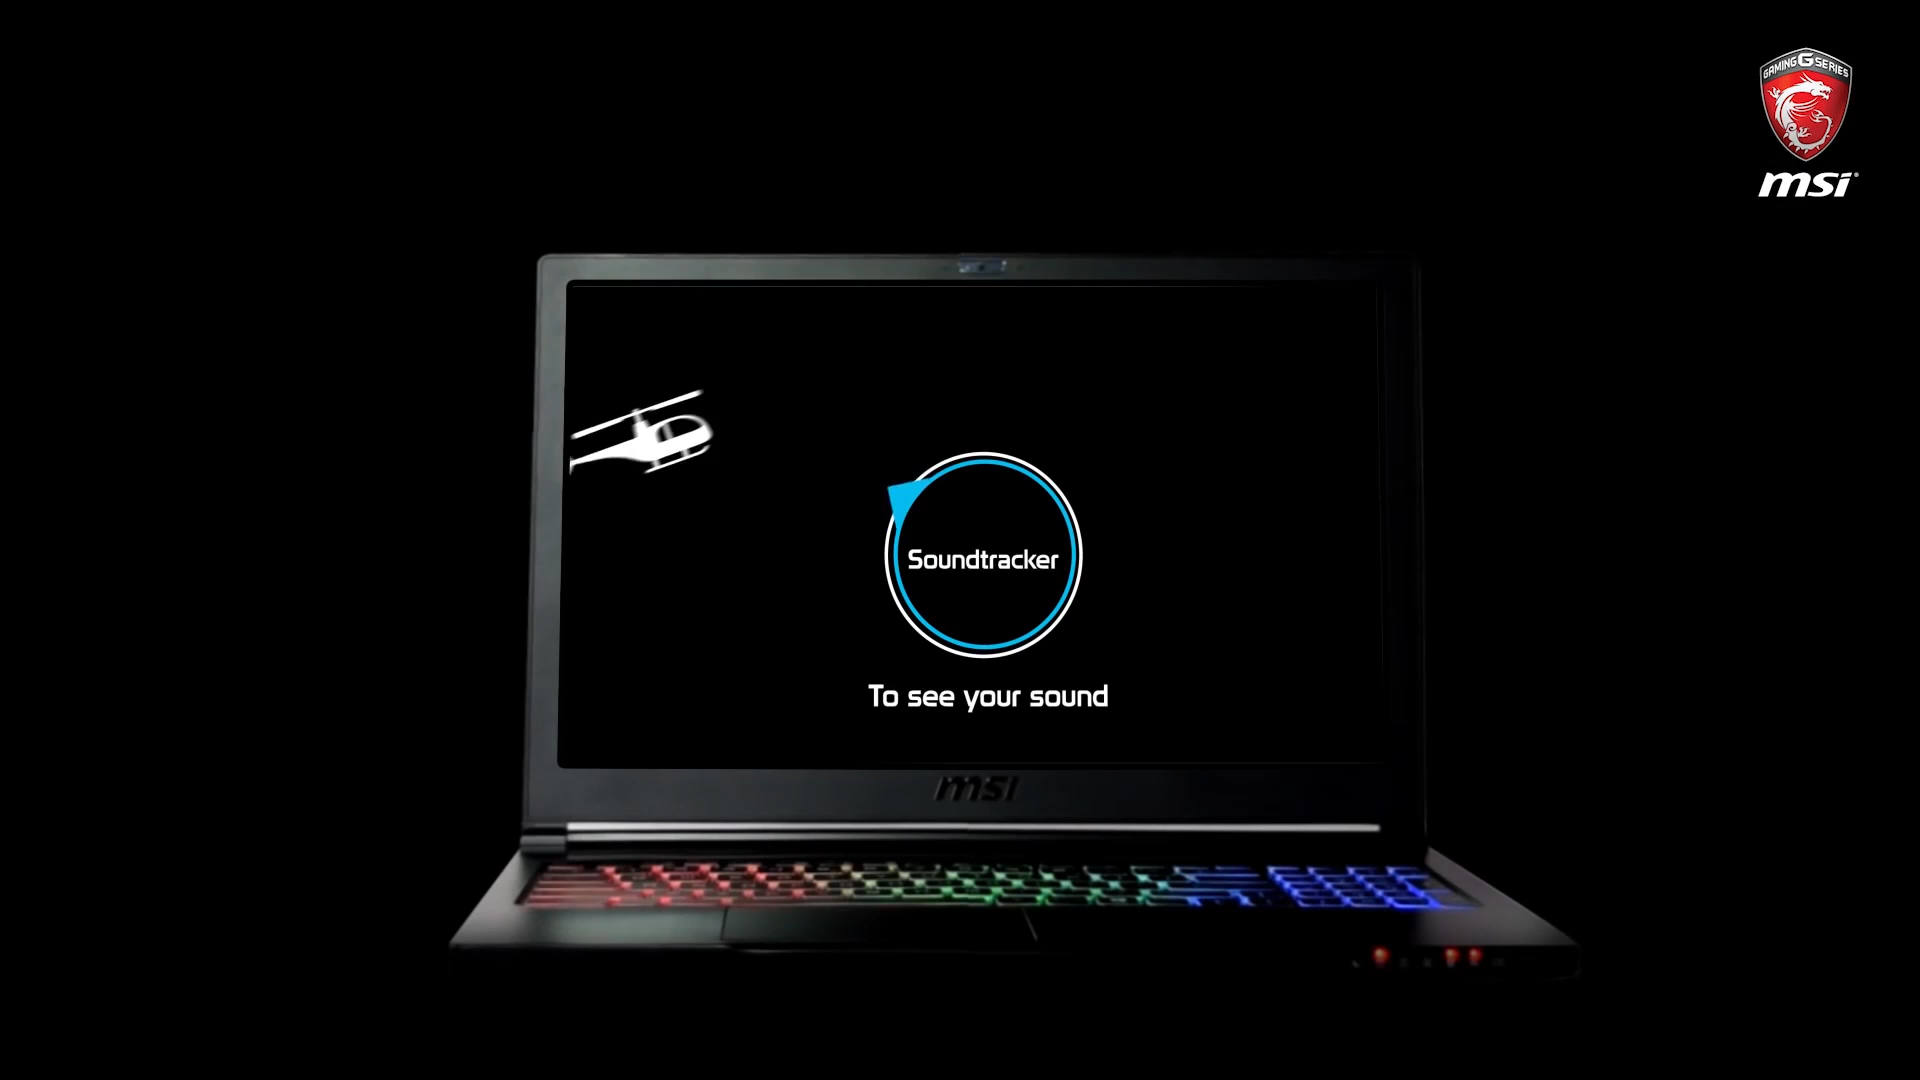 GAMING G SERIES
msi
Soundtracker
To see your sound
msi